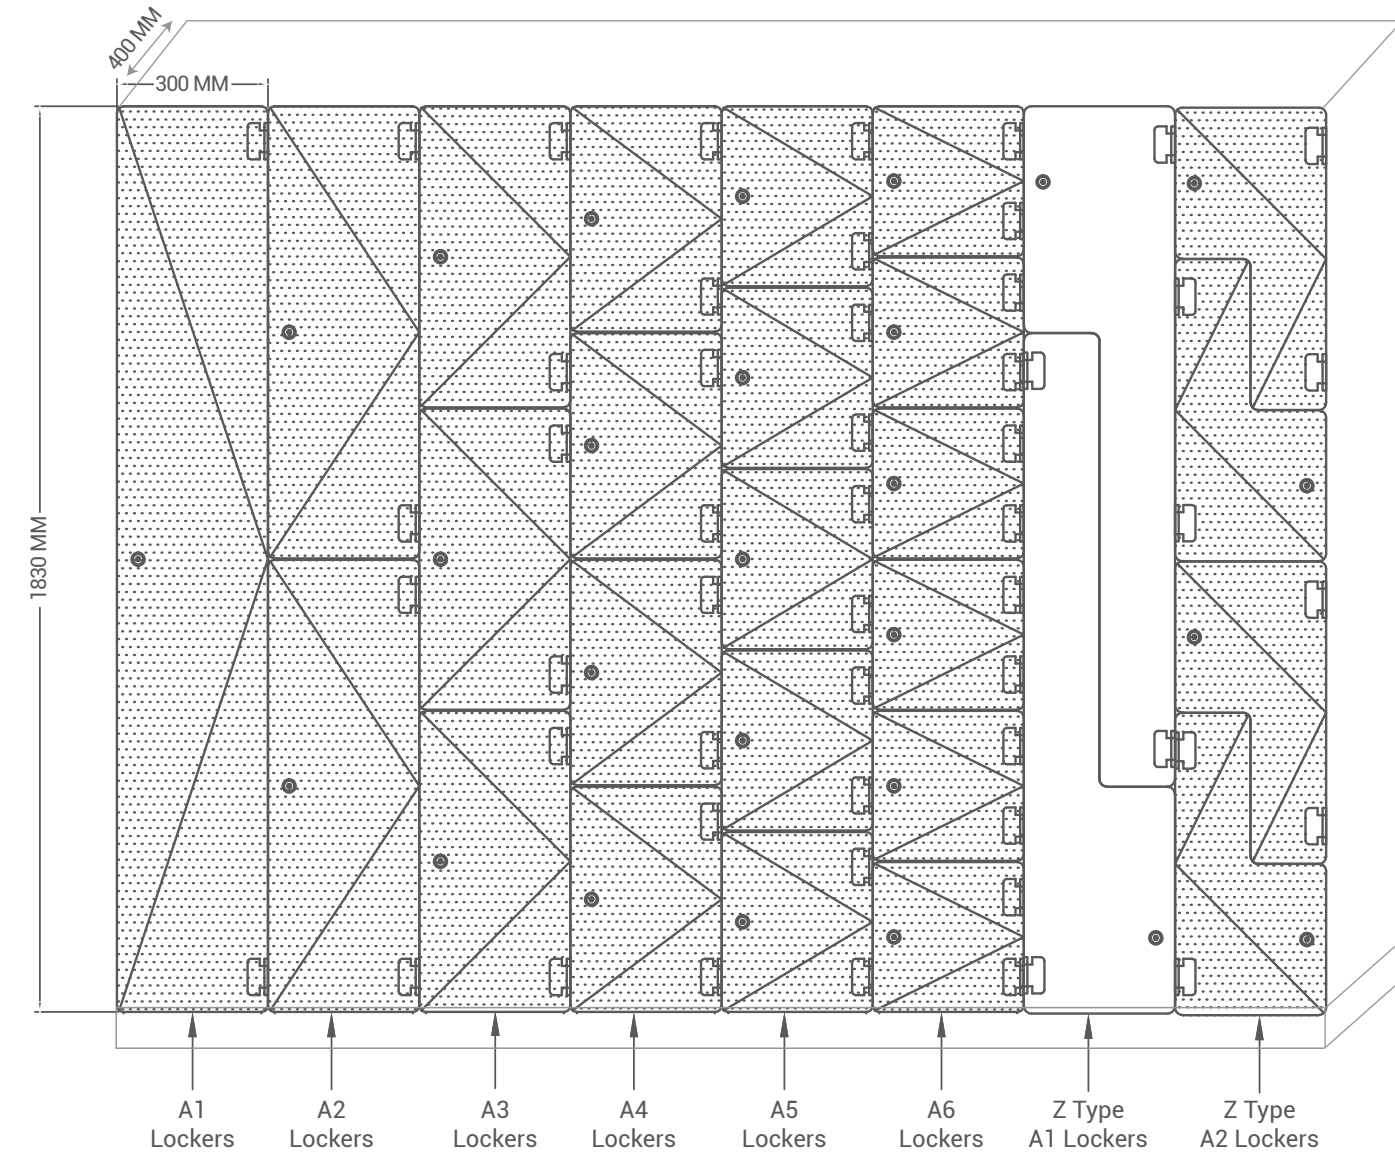 400 MM
300 MM
1830 MM
A1
Lockers
A2
Lockers
A3
Lockers
A4
Lockers
A5
Lockers
A6
Lockers
Z Type
A1 Lockers
Z Type
A2 Lockers